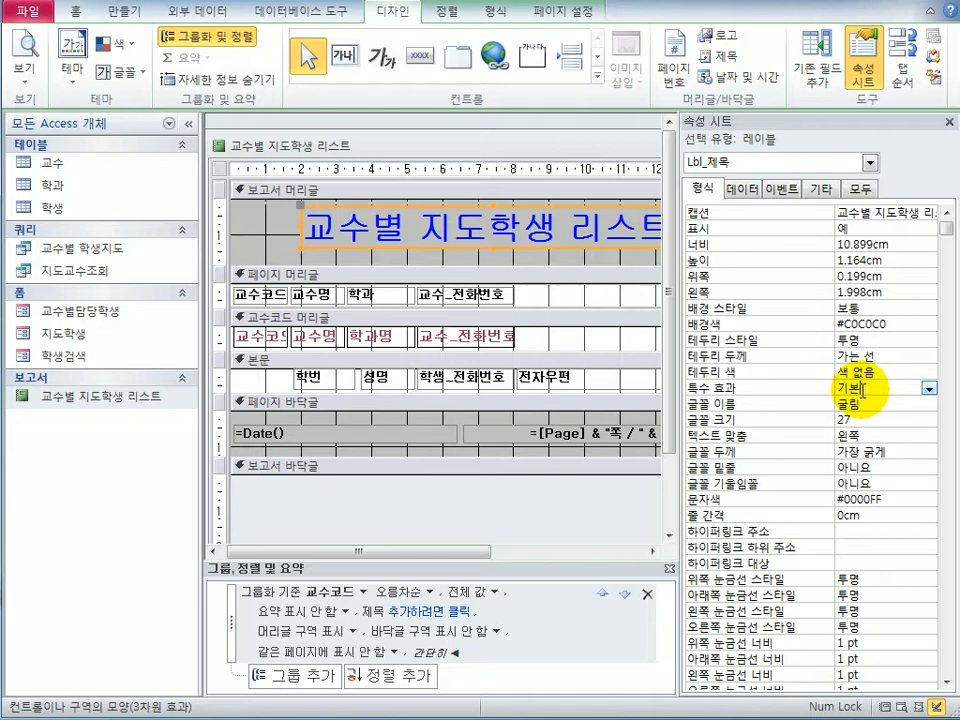 파일 홈 만들기 외부 데이터 데이터베이스 도구 디자인 정렬 형식 페이지 설정
보기 테마 색 글꼴
그룹화 및 정렬
Σ 요약
자세한 정보 숨기기
가나 가가 xxxx 가나다
이미지 삽입
페이지 번호
로고
제목
날짜 및 시간
기존 필드 추가
속성 시트
탭 순서
보기 테마 그룹화 및 요약 컨트롤 머리글/바닥글 도구
모든 Access 개체
테이블
교수
학과
학생
쿼리
교수별 학생지도
지도교수조회
폼
교수별담당학생
지도학생
학생검색
보고서
교수별 지도학생 리스트
교수별 지도학생 리스트
1 2 3 4 5 6 7 8 9 10 11 12
보고서 머리글
교수별 지도학생 리스트
페이지 머리글
교수코드 교수명 학과 교수_전화번호
교수코드 머리글
교수코 교수명 학과명 교수_전화번호
본문
학번 성명 학생_전화번호 전자우편
페이지 바닥글
=Date() =[Page] & "쪽 / " &
보고서 바닥글
그룹, 정렬 및 요약
그룹화 기준 교수코드 오름차순, 전체 값,
요약 표시 안 함, 제목 추가하려면 클릭,
머리글 구역 표시, 바닥글 구역 표시 안 함,
같은 페이지에 표시 안 함, 간단히
그룹 추가 정렬 추가
속성 시트
선택 유형: 레이블
Lbl_제목
형식 데이터 이벤트 기타 모두
캡션 교수별 지도학생 리
표시 예
너비 10.899cm
높이 1.164cm
위쪽 0.199cm
왼쪽 1.998cm
배경 스타일 보통
배경색 #C0C0C0
테두리 스타일 투명
테두리 두께 가는 선
테두리 색 색 없음
특수 효과 기본
글꼴 이름 굴림
글꼴 크기 27
텍스트 맞춤 왼쪽
글꼴 두께 가장 굵게
글꼴 밑줄 아니요
글꼴 기울임꼴 아니요
문자색 #0000FF
줄 간격 0cm
하이퍼링크 주소
하이퍼링크 하위 주소
하이퍼링크 대상
위쪽 눈금선 스타일 투명
아래쪽 눈금선 스타일 투명
왼쪽 눈금선 스타일 투명
오른쪽 눈금선 스타일 투명
위쪽 눈금선 너비 1 pt
아래쪽 눈금선 너비 1 pt
왼쪽 눈금선 너비 1 pt
컨트롤이나 구역의 모양(3차원 효과) Num Lock